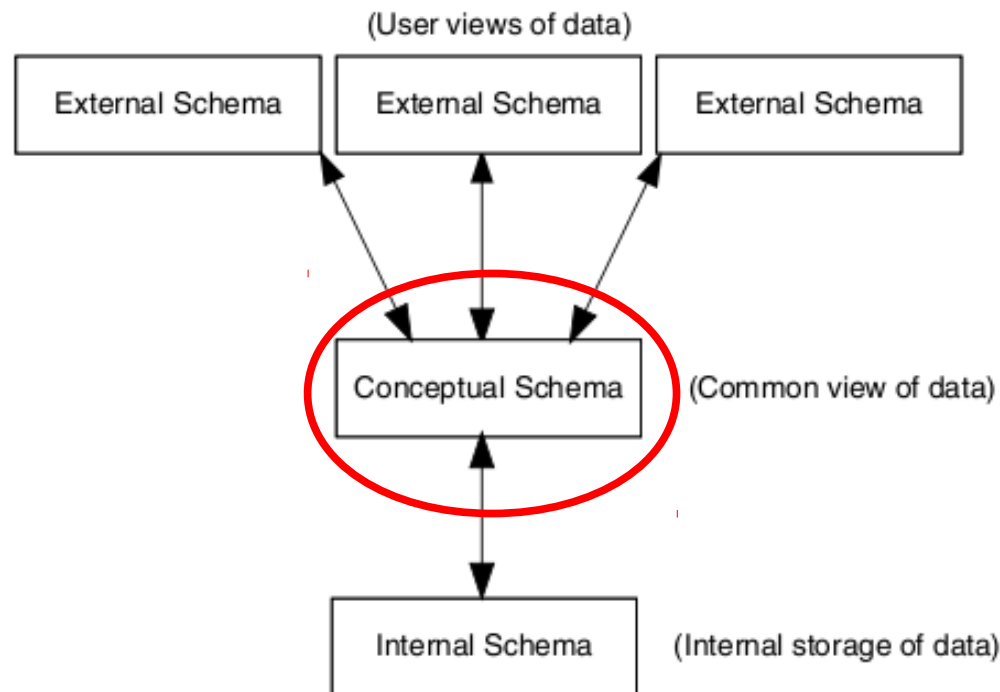 (User views of data)
External Schema
External Schema
External Schema
Conceptual Schema
(Common view of data)
Internal Schema
(Internal storage of data)